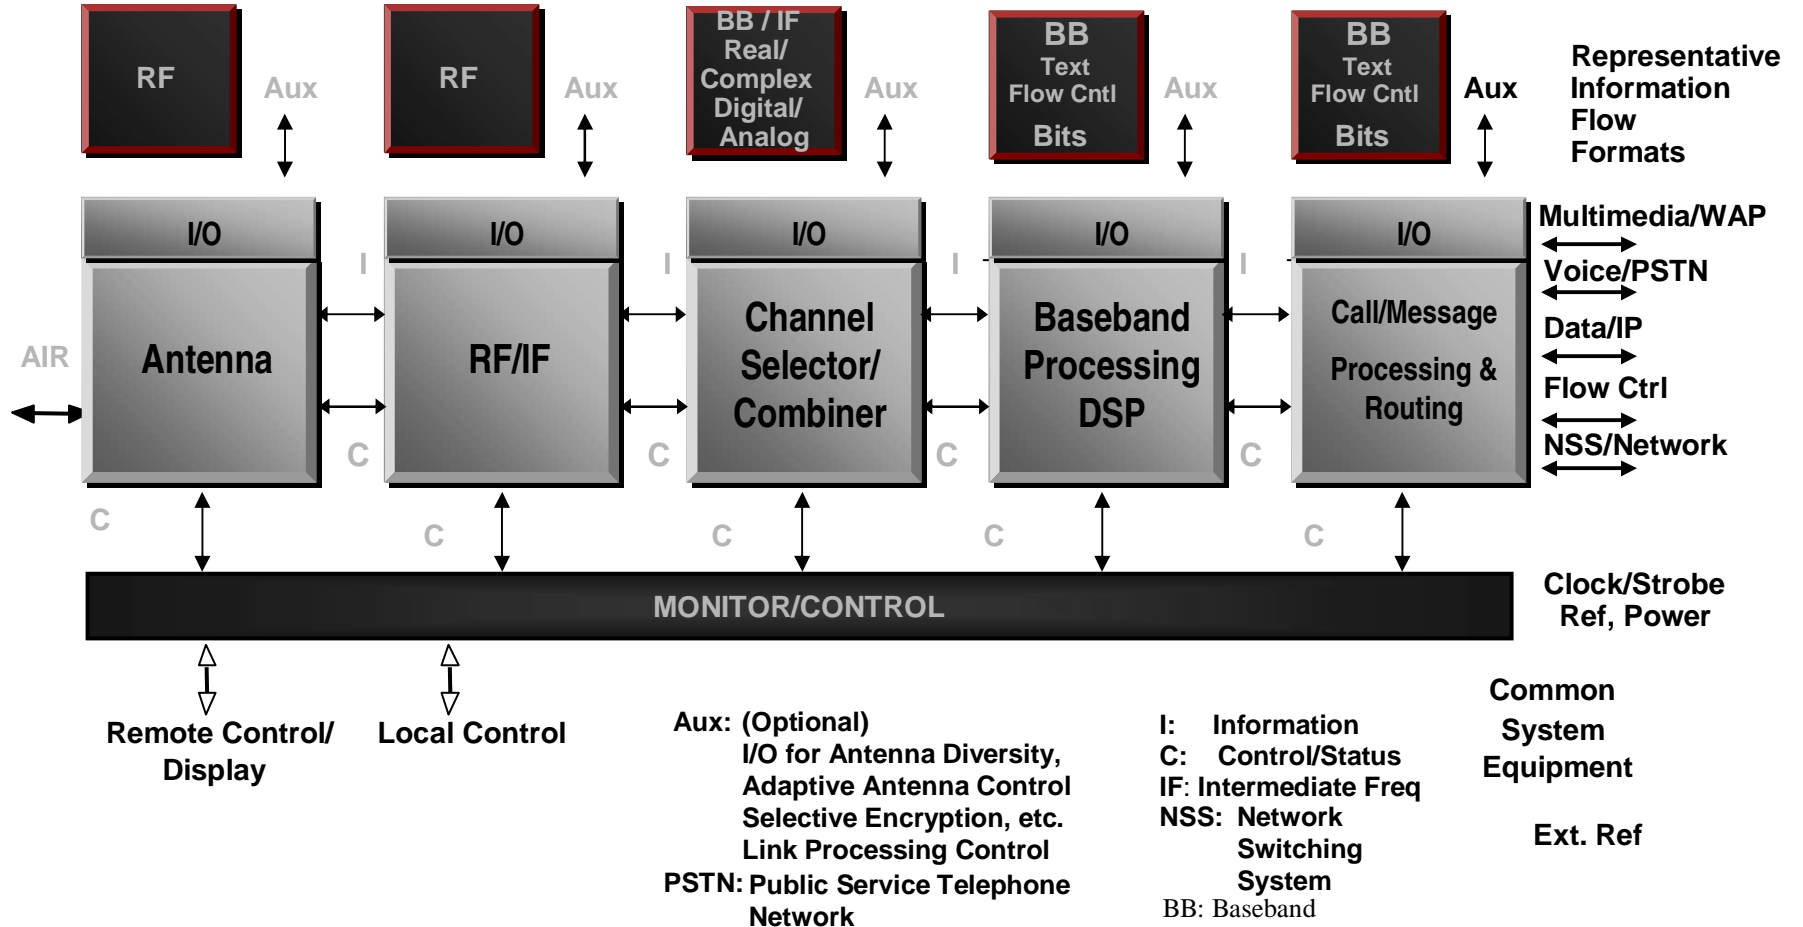 RF
Aux
RF
Aux
BB / IF
Real/
Complex
Digital/
Analog
Aux
BB
Text
Flow Cntl
Bits
Aux
BB
Text
Flow Cntl
Bits
Aux
Representative
Information
Flow
Formats
I/O
I/O
I/O
I/O
I/O
Multimedia/WAP
Voice/PSTN
Data/IP
Flow Ctrl
NSS/Network
AIR
Antenna
I
C
RF/IF
I
C
Channel
Selector/
Combiner
I
C
Baseband
Processing
DSP
I
C
Call/Message
Processing &
Routing
C
C
C
C
C
MONITOR/CONTROL
Clock/Strobe
Ref, Power
Remote Control/
Display
Local Control
Aux: (Optional)
I/O for Antenna Diversity,
Adaptive Antenna Control
Selective Encryption, etc.
Link Processing Control
PSTN: Public Service Telephone
Network
I: Information
C: Control/Status
IF: Intermediate Freq
NSS: Network
Switching
System
BB: Baseband
Common
System
Equipment
Ext. Ref